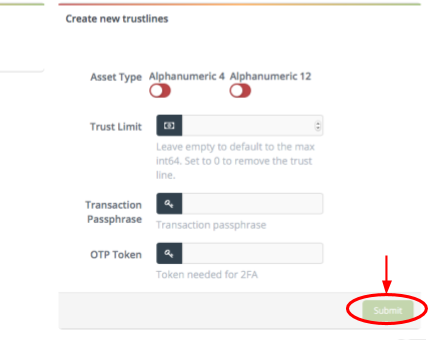 Create new trustlines
Asset Type Alphanumeric 4 Alphanumeric 12
Trust Limit
Leave empty to default to the max
int64. Set to 0 to remove the trust
line.
Transaction
Passphrase
Transaction passphrase
OTP Token
Token needed for 2FA
Submit